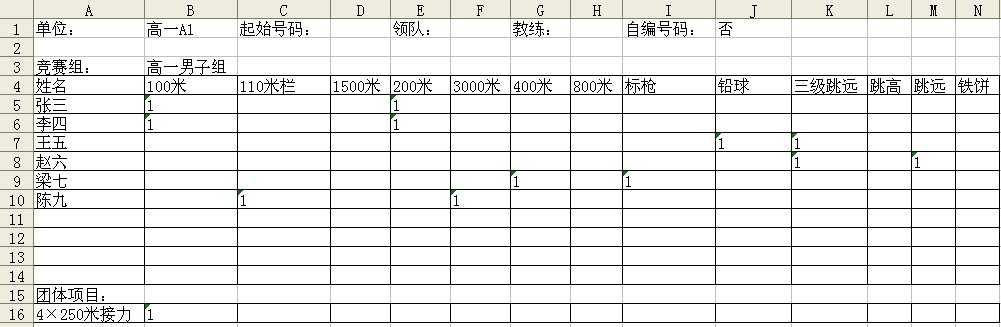 A B C D E F G H I J K L M N
1 单位： 高一A1 起始号码： 领队： 教练： 自编号码： 否
2
3 竞赛组： 高一男子组
4 姓名 100米 110米栏 1500米 200米 3000米 400米 800米 标枪 铅球 三级跳远 跳高 跳远 铁饼
5 张三 1 1
6 李四 1 1
7 王五 1 1
8 赵六 1 1
9 梁七 1 1
10 陈九 1 1
11
12
13
14
15 团体项目：
16 4×250米接力 1